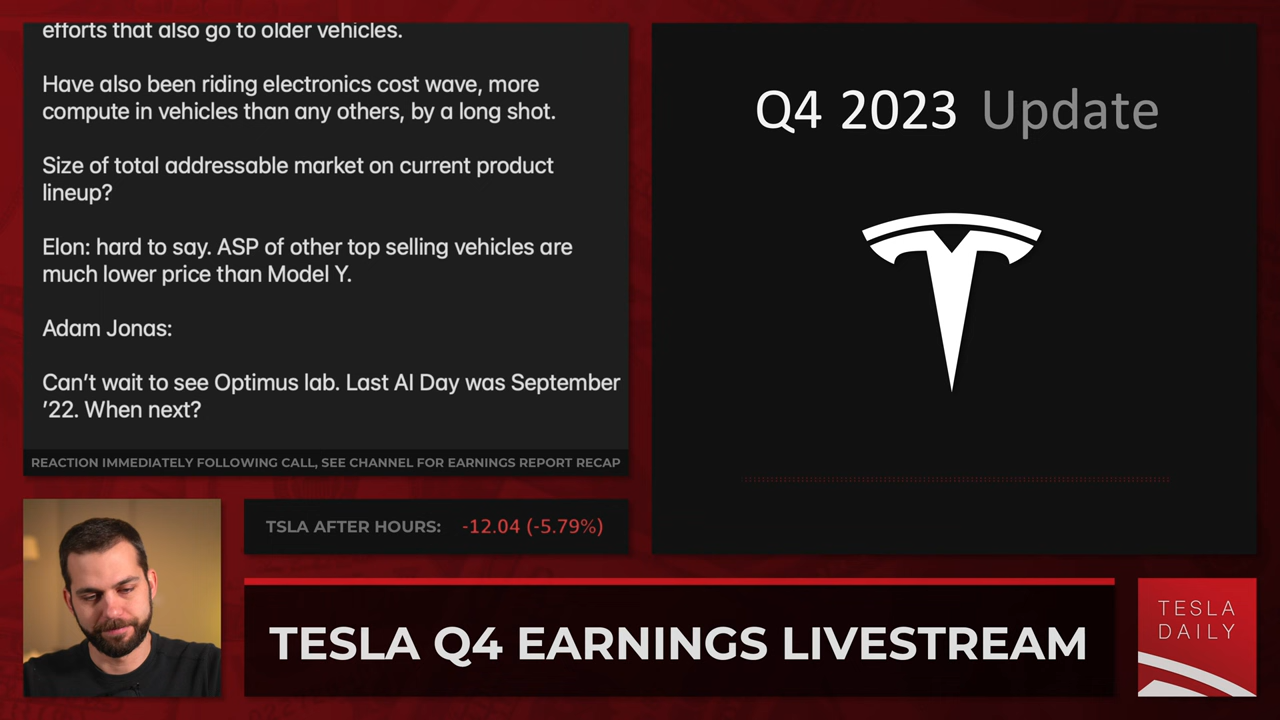 efforts that also go to older vehicles.
Have also been riding electronics cost wave, more
compute in vehicles than any others, by a long shot.
Size of total addressable market on current product
lineup?
Elon: hard to say. ASP of other top selling vehicles are
much lower price than Model Y.
Adam Jonas:
Can’t wait to see Optimus lab. Last AI Day was September
’22. When next?
REACTION IMMEDIATELY FOLLOWING CALL, SEE CHANNEL FOR EARNINGS REPORT RECAP
Q4 2023 Update
TSLA AFTER HOURS: -12.04 (-5.79%)
TESLA Q4 EARNINGS LIVESTREAM
TESLA
DAILY